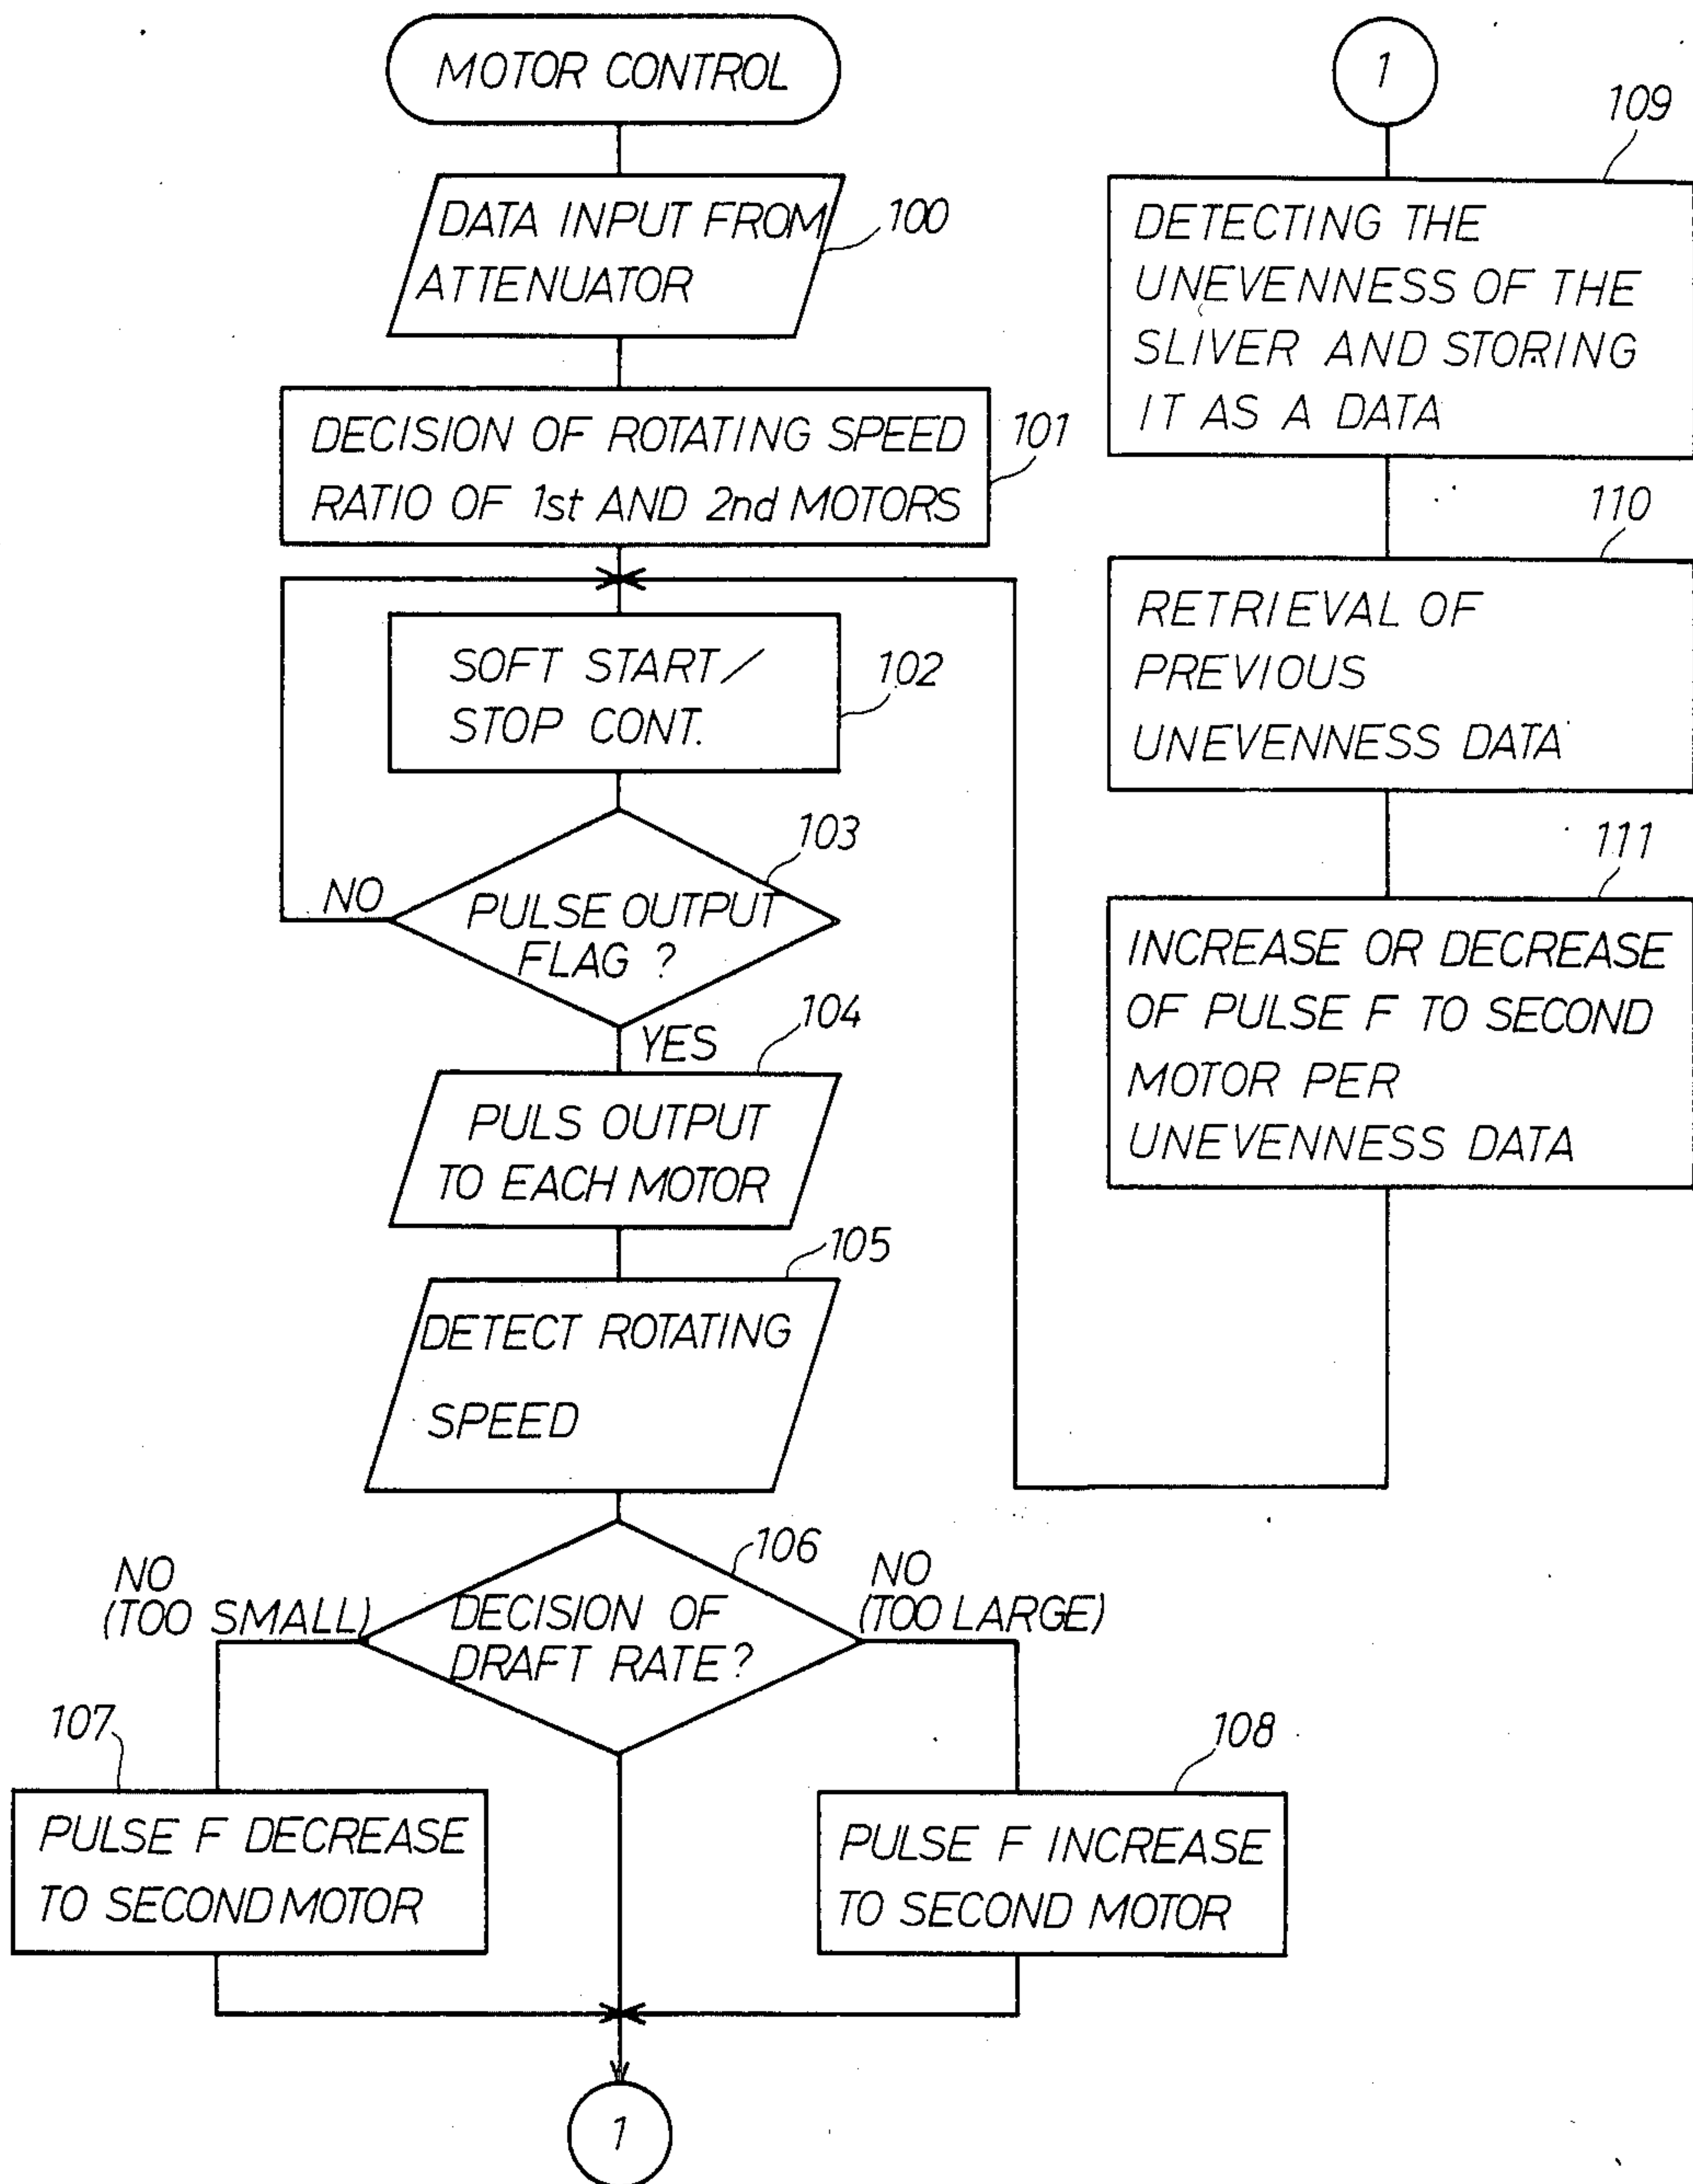 MOTOR CONTROL
DATA INPUT FROM
ATTENUATOR
100
DECISION OF ROTATING SPEED
RATIO OF 1st AND 2nd MOTORS
101
SOFT START/
STOP CONT.
102
103
NO
PULSE OUTPUT
FLAG ?
YES
104
PULS OUTPUT
TO EACH MOTOR
105
DETECT ROTATING
SPEED
106
NO
(TOO SMALL)
DECISION OF
DRAFT RATE?
NO
(TOO LARGE)
107
PULSE F DECREASE
TO SECOND MOTOR
108
PULSE F INCREASE
TO SECOND MOTOR
1
1
109
DETECTING THE
UNEVENNESS OF THE
SLIVER AND STORING
IT AS A DATA
110
RETRIEVAL OF
PREVIOUS
UNEVENNESS DATA
111
INCREASE OR DECREASE
OF PULSE F TO SECOND
MOTOR PER
UNEVENNESS DATA